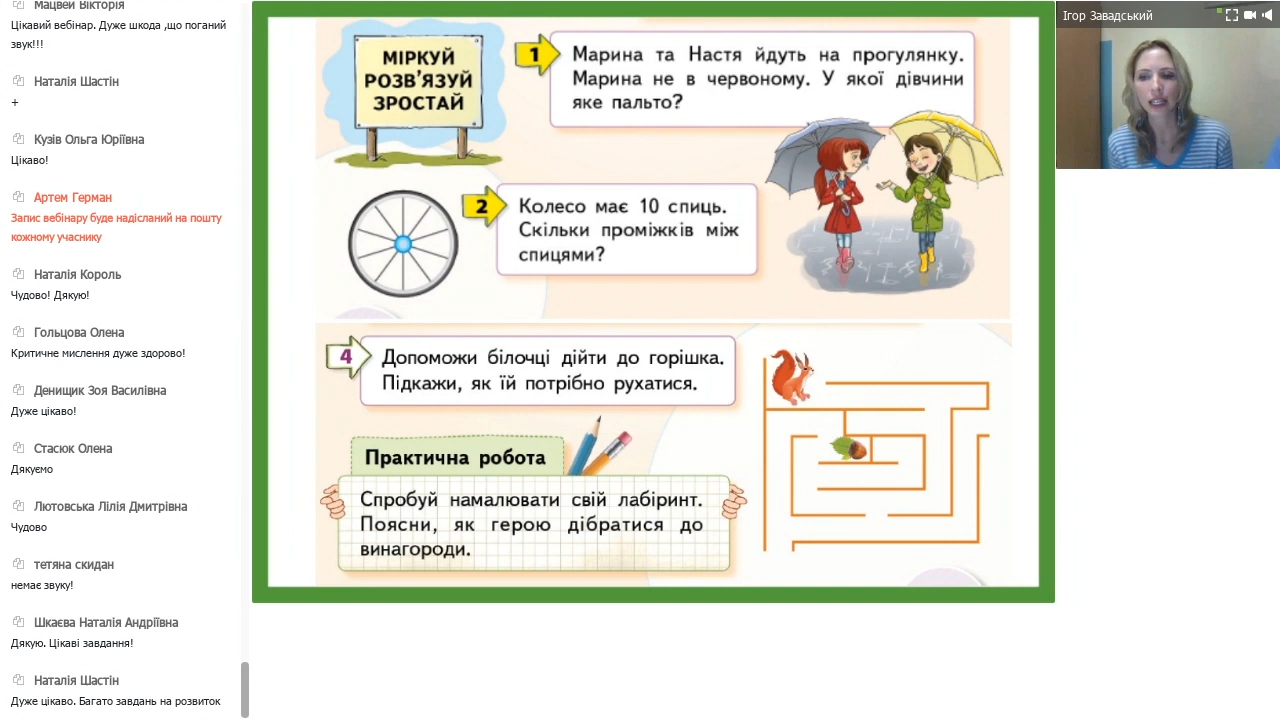 Мацвей Вікторія
Цікавий вебінар. Дуже шкода ,що поганий
звук!!!
Наталія Шастін
+
Кузів Ольга Юріївна
Цікаво!
Артем Герман
Запис вебінару буде надісланий на пошту
кожному учаснику
Наталія Король
Чудово! Дякую!
Гольцова Олена
Критичне мислення дуже здорово!
Денищик Зоя Василівна
Дуже цікаво!
Стасюк Олена
Дякуємо
Лютовська Лілія Дмитрівна
Чудово
тетяна скидан
немає звуку!
Шкаєва Наталія Андріївна
Дякую. Цікаві завдання!
Наталія Шастін
Дуже цікаво. Багато завдань на розвиток
МІРКУЙ
РОЗВ’ЯЗУЙ
ЗРОСТАЙ
1
Марина та Настя йдуть на прогулянку.
Марина не в червоному. У якої дівчини
яке пальто?
2
Колесо має 10 спиць.
Скільки проміжків між
спицями?
4
Допоможи білочці дійти до горішка.
Підкажи, як їй потрібно рухатися.
Практична робота
Спробуй намалювати свій лабіринт.
Поясни, як герою дібратися до
винагороди.
Ігор Завадський